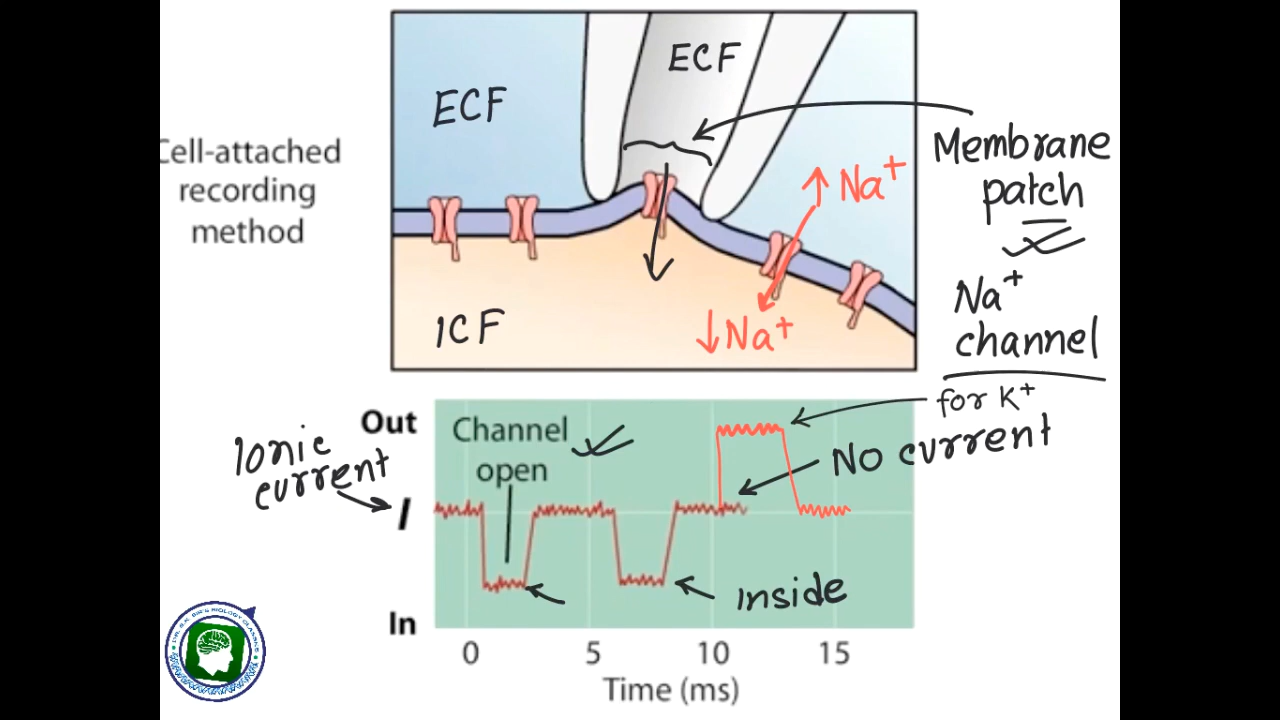 ECF
ECF
Cell-attached
recording
method
Membrane
patch
↑ Na+
Na+
channel
ICF
↓Na+
for K+
Out
Channel
open
Ionic
current
I
NO current
Inside
In
0 5 10 15
Time (ms)